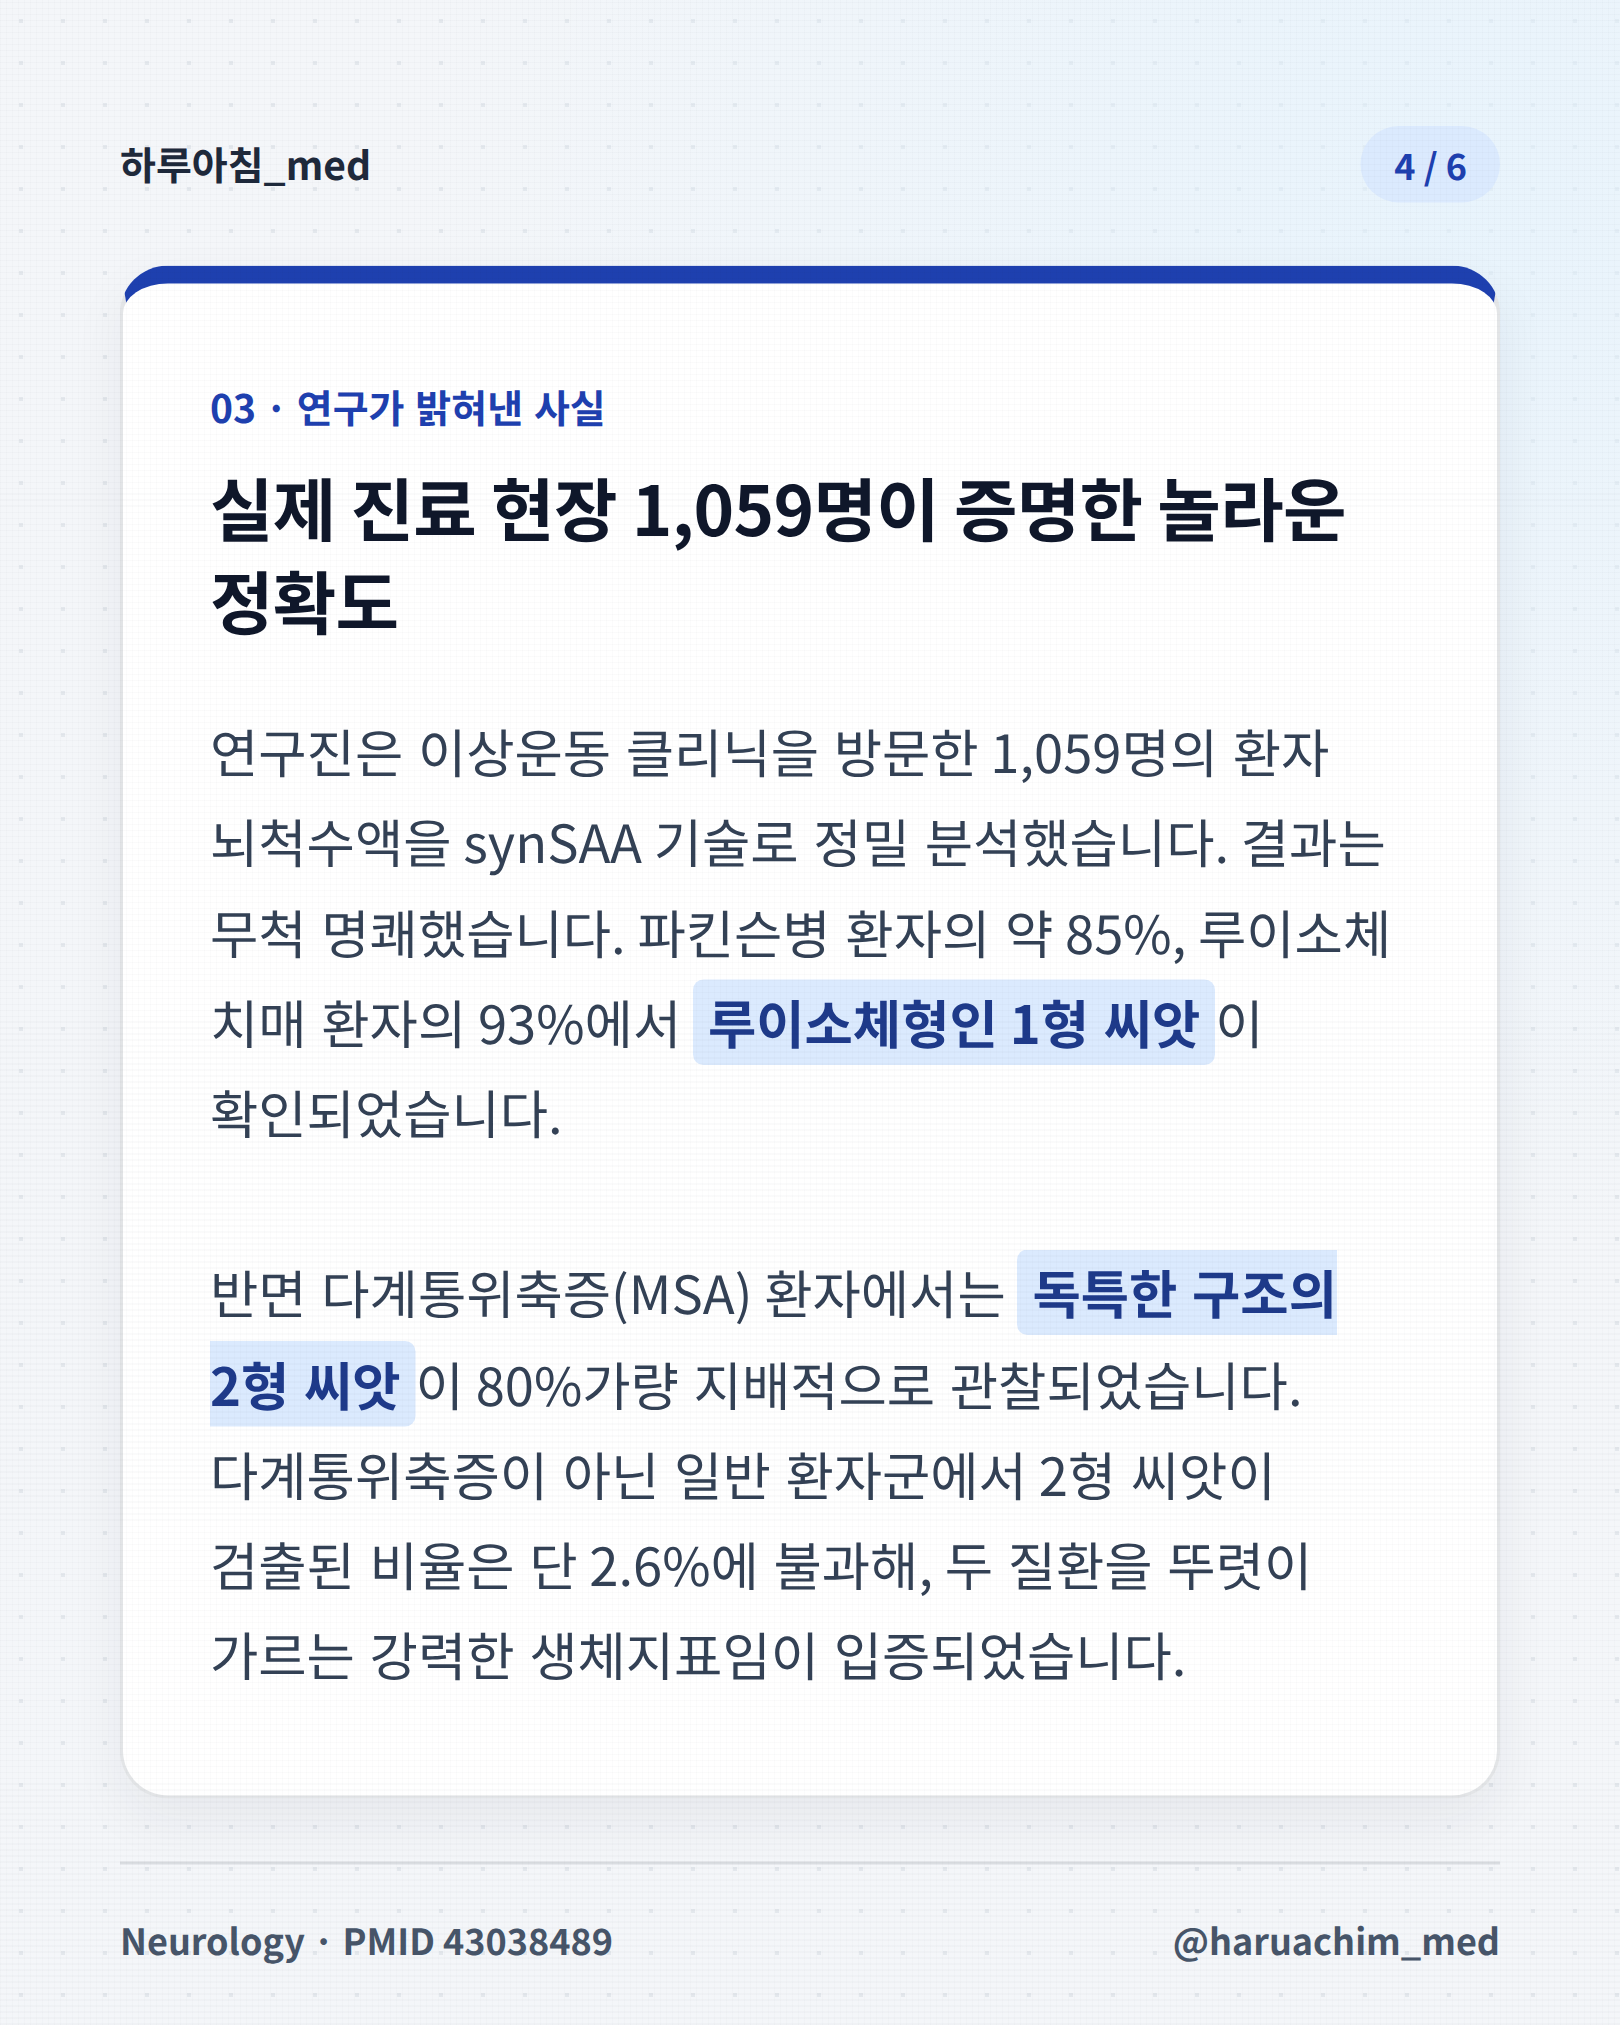 하루아침_med
4 / 6
03 · 연구가 밝혀낸 사실
실제 진료 현장 1,059명이 증명한 놀라운
정확도
연구진은 이상운동 클리닉을 방문한 1,059명의 환자
뇌척수액을 synSAA 기술로 정밀 분석했습니다. 결과는
무척 명쾌했습니다. 파킨슨병 환자의 약 85%, 루이소체
치매 환자의 93%에서 루이소체형인 1형 씨앗이
확인되었습니다.
반면 다계통위축증(MSA) 환자에서는 독특한 구조의
2형 씨앗이 80%가량 지배적으로 관찰되었습니다.
다계통위축증이 아닌 일반 환자군에서 2형 씨앗이
검출된 비율은 단 2.6%에 불과해, 두 질환을 뚜렷이
가르는 강력한 생체지표임이 입증되었습니다.
Neurology · PMID 43038489
@haruachim_med